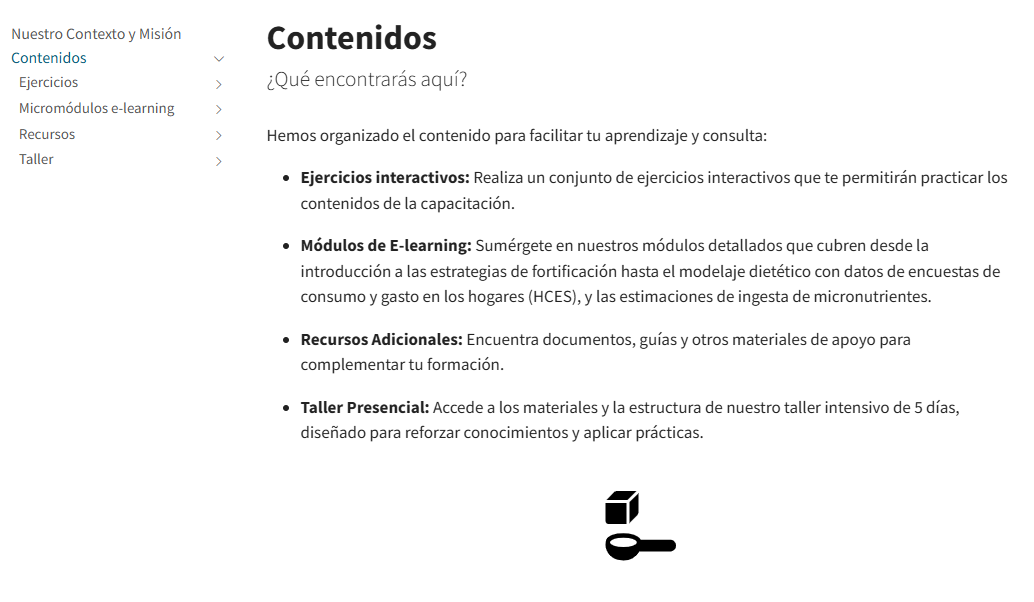 Nuestro Contexto y Misión
Contenidos
Ejercicios
Micromódulos e-learning
Recursos
Taller
Contenidos
¿Qué encontrarás aquí?
Hemos organizado el contenido para facilitar tu aprendizaje y consulta:
• Ejercicios interactivos: Realiza un conjunto de ejercicios interactivos que te permitirán practicar los
contenidos de la capacitación.
• Módulos de E-learning: Sumérgete en nuestros módulos detallados que cubren desde la
introducción a las estrategias de fortificación hasta el modelaje dietético con datos de encuestas de
consumo y gasto en los hogares (HCES), y las estimaciones de ingesta de micronutrientes.
• Recursos Adicionales: Encuentra documentos, guías y otros materiales de apoyo para
complementar tu formación.
• Taller Presencial: Accede a los materiales y la estructura de nuestro taller intensivo de 5 días,
diseñado para reforzar conocimientos y aplicar prácticas.